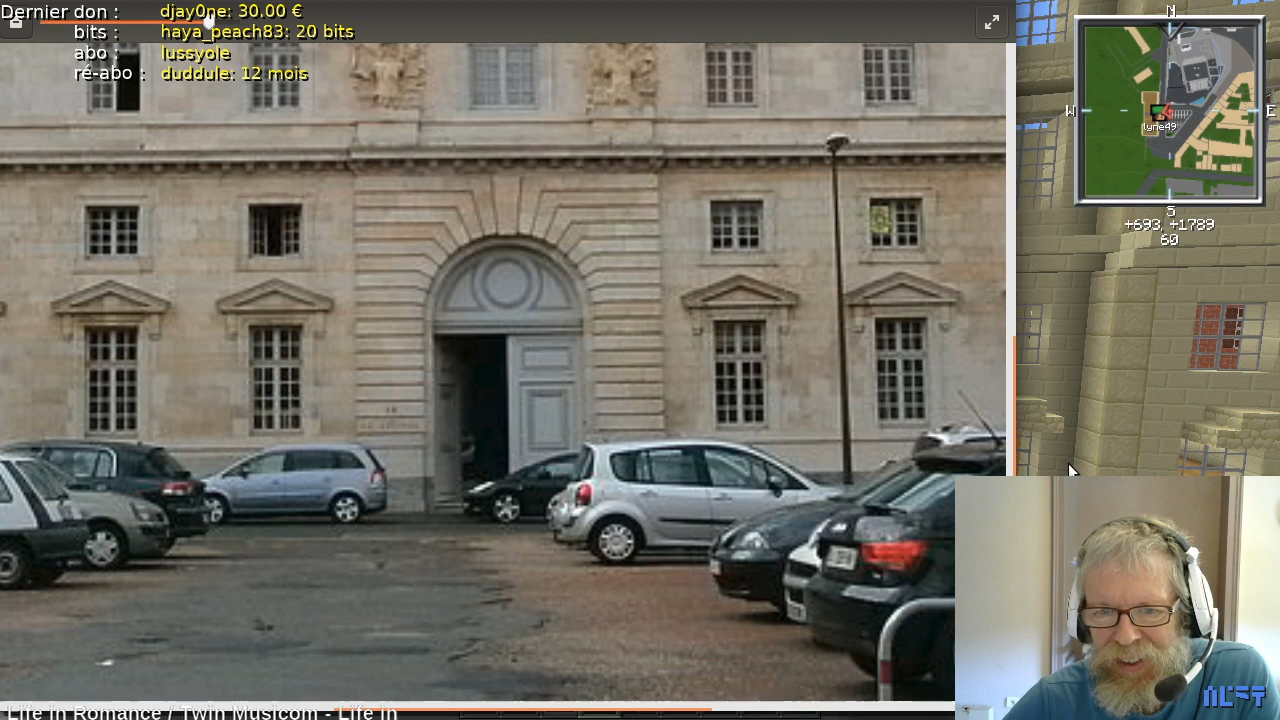 Dernier don : djay0ne: 30.00 €
bits : haya_peach83: 20 bits
abo : lussyole
ré-abo : duddule: 12 mois
N
W
E
lyne49
S
+693, +1789
60
Life in Romance / Twin Musicom - Life in